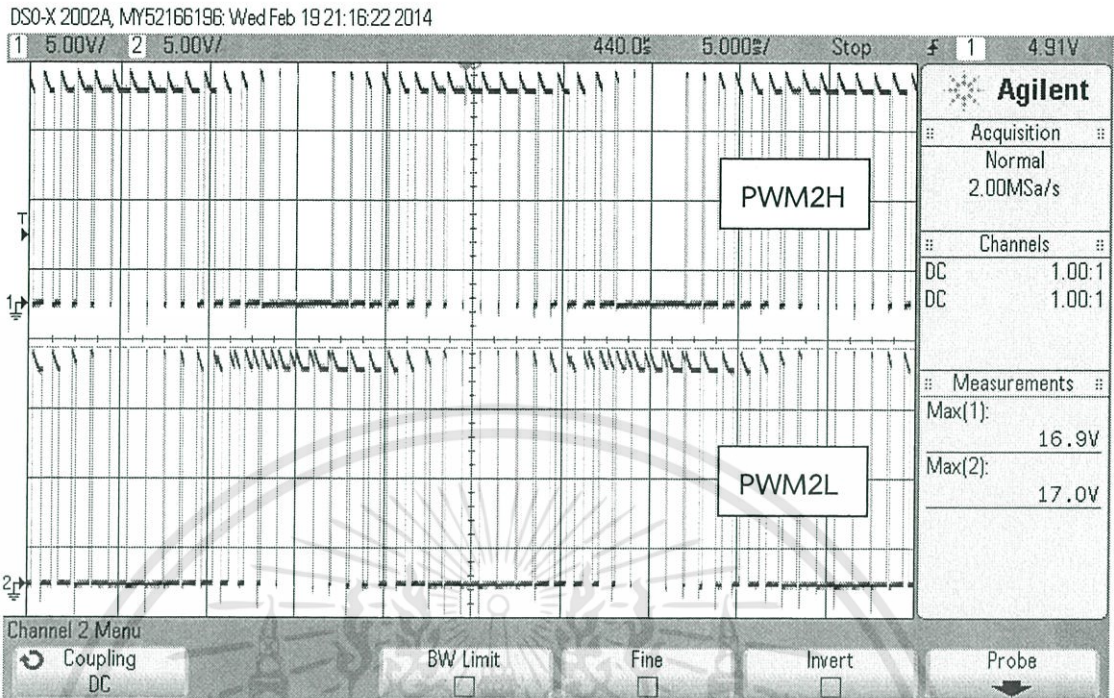 DSO-X 2002A, MY52166196: Wed Feb 19 21:16:22 2014
1 5.00V/ 2 5.00V/ 440.0s 5.000s/ Stop 1 4.91V
Agilent
Acquisition
Normal
2.00MSa/s
Channels
DC 1.00:1
DC 1.00:1
Measurements
Max(1):
16.9V
Max(2):
17.0V
PWM2H
PWM2L
T
1
2
Channel 2 Menu
Coupling
DC
BW Limit
Fine
Invert
Probe